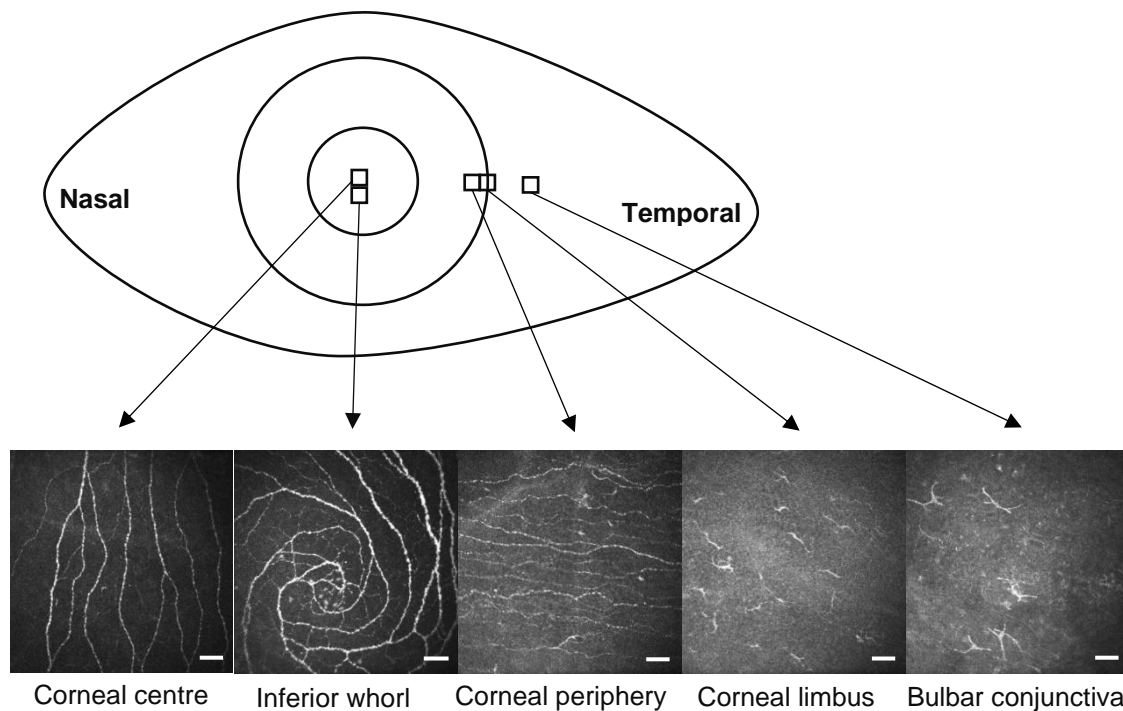 Nasal
Temporal
Corneal centre
Inferior whorl
Corneal periphery
Corneal limbus
Bulbar conjunctiva